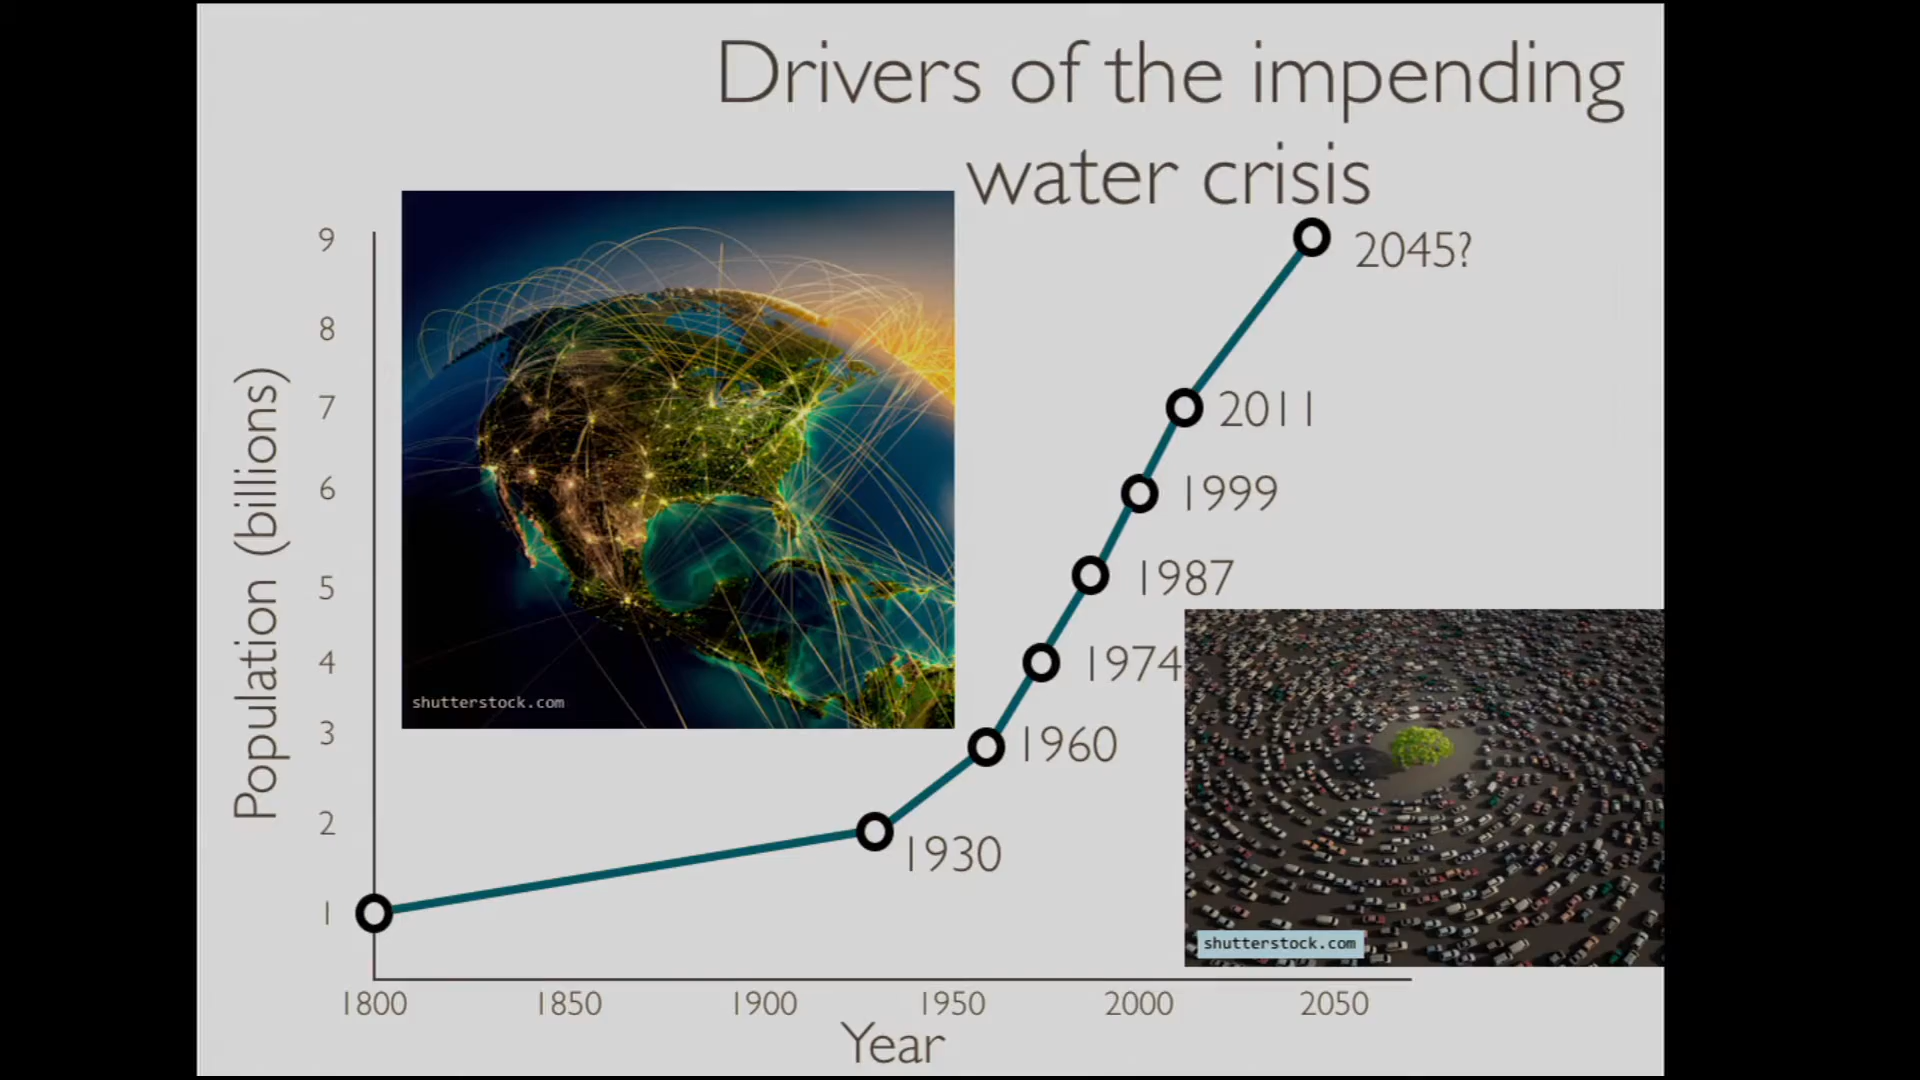 Drivers of the impending
water crisis
9
8
7
6
5
4
3
2
1
Population (billions)
2045?
2011
1999
1987
1974
1960
1930
shutterstock.com
shutterstock.com
1800 1850 1900 1950 2000 2050
Year